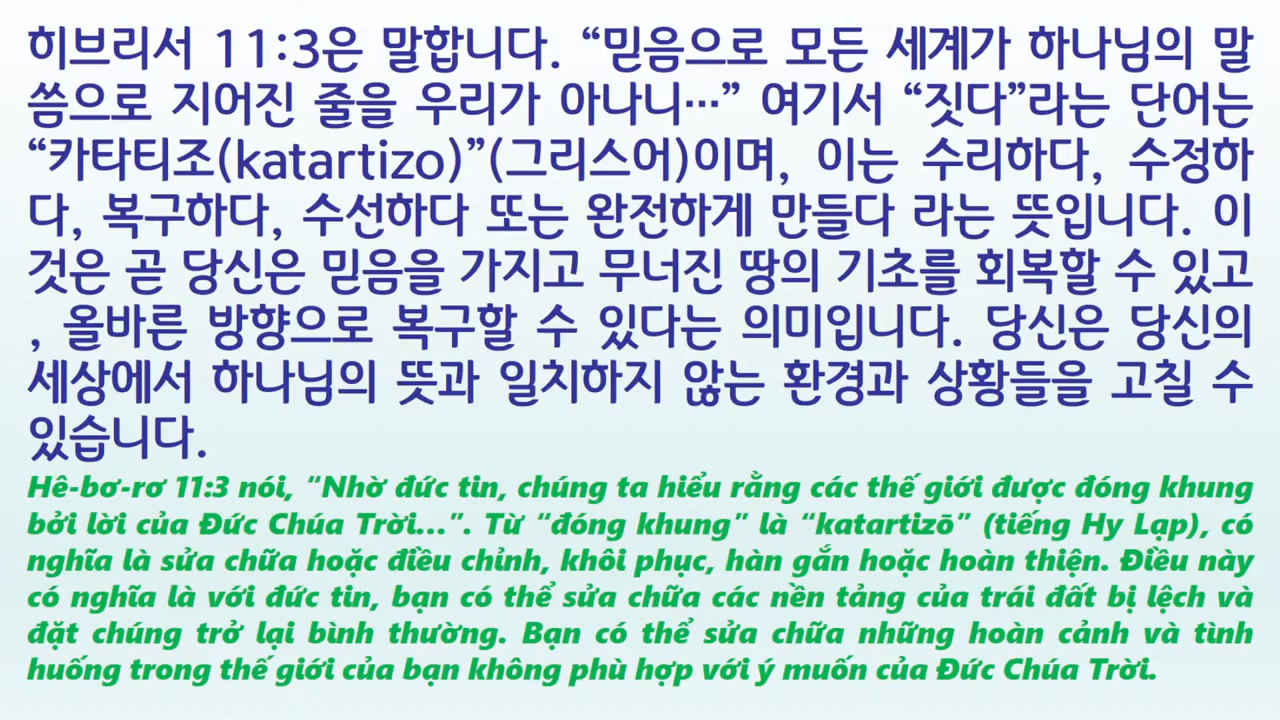 히브리서 11:3은 말합니다. “믿음으로 모든 세계가 하나님의 말
씀으로 지어진 줄을 우리가 아나니…” 여기서 “짓다”라는 단어는
“카타티조(katartizo)”(그리스어)이며, 이는 수리하다, 수정하
다, 복구하다, 수선하다 또는 완전하게 만들다 라는 뜻입니다. 이
것은 곧 당신은 믿음을 가지고 무너진 땅의 기초를 회복할 수 있고
, 올바른 방향으로 복구할 수 있다는 의미입니다. 당신은 당신의
세상에서 하나님의 뜻과 일치하지 않는 환경과 상황들을 고칠 수
있습니다.
Hê-bơ-rơ 11:3 nói, “Nhờ đức tin, chúng ta hiểu rằng các thế giới được đóng khung
bởi lời của Đức Chúa Trời...”. Từ “đóng khung” là “katartizō” (tiếng Hy Lạp), có
nghĩa là sửa chữa hoặc điều chỉnh, khôi phục, hàn gắn hoặc hoàn thiện. Điều này
có nghĩa là với đức tin, bạn có thể sửa chữa các nền tảng của trái đất bị lệch và
đặt chúng trở lại bình thường. Bạn có thể sửa chữa những hoàn cảnh và tình
huống trong thế giới của bạn không phù hợp với ý muốn của Đức Chúa Trời.